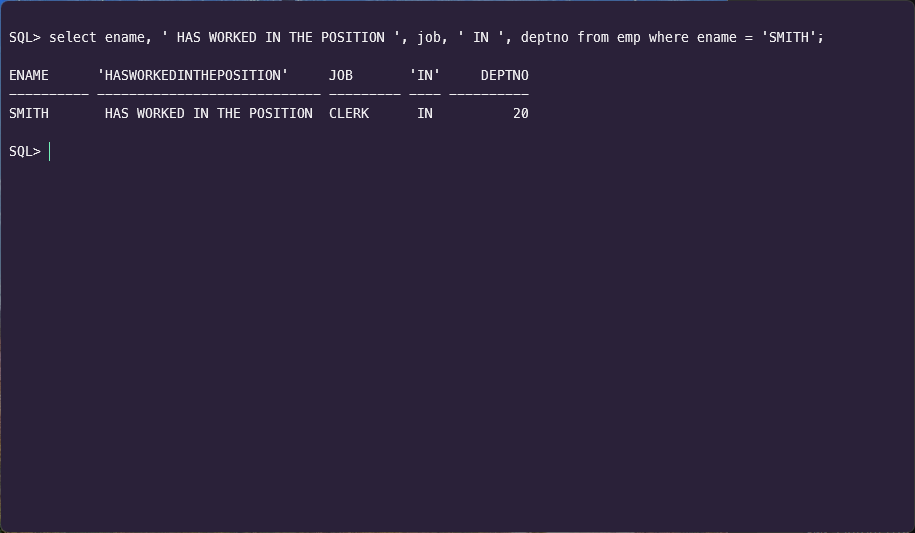 SQL> select ename, ' HAS WORKED IN THE POSITION ', job, ' IN ', deptno from emp where ename = 'SMITH';
ENAME      'HASWORKEDINTHEPOSITION'     JOB       'IN'     DEPTNO
---------- ---------------------------- --------- ---- ----------
SMITH       HAS WORKED IN THE POSITION  CLERK      IN          20
SQL>